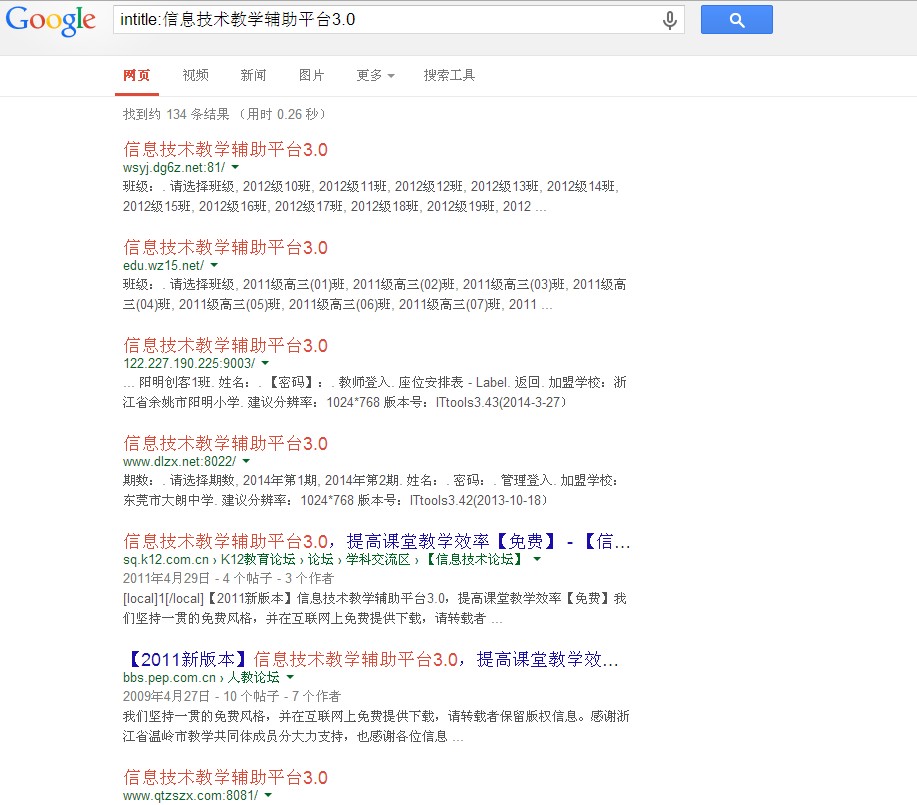 Google
intitle:信息技术教学辅助平台3.0
网页 视频 新闻 图片 更多 搜索工具
找到约 134 条结果 （用时 0.26 秒）
信息技术教学辅助平台3.0
wsyj.dg6z.net:81/
班级： . 请选择班级, 2012级10班, 2012级11班, 2012级12班, 2012级13班, 2012级14班,
2012级15班, 2012级16班, 2012级17班, 2012级18班, 2012级19班, 2012 ...
信息技术教学辅助平台3.0
edu.wz15.net/
班级： . 请选择班级, 2011级高三(01)班, 2011级高三(02)班, 2011级高三(03)班, 2011级高
三(04)班, 2011级高三(05)班, 2011级高三(06)班, 2011级高三(07)班, 2011 ...
信息技术教学辅助平台3.0
122.227.190.225:9003/
... 阳明创客1班. 姓名： . 【密码】： . 教师登入. 座位安排表 - Label. 返回. 加盟学校：浙
江省余姚市阳明小学. 建议分辨率：1024*768 版本号：ITtools3.43(2014-3-27)
信息技术教学辅助平台3.0
www.dlzx.net:8022/
期数： . 请选择期数, 2014年第1期, 2014年第2期. 姓名： . 密码： . 管理登入. 加盟学校：
东莞市大朗中学. 建议分辨率：1024*768 版本号：ITtools3.42(2013-10-18)
信息技术教学辅助平台3.0，提高课堂教学效率【免费】 - 【信...
sq.k12.com.cn › K12教育论坛 › 论坛 › 学科交流区 › 【信息技术论坛】
2011年4月29日 - 4 个帖子 - 3 个作者
[local]1[/local]【2011新版本】信息技术教学辅助平台3.0，提高课堂教学效率【免费】我
们坚持一贯的免费风格，并在互联网上免费提供下载，请转载者 ...
【2011新版本】信息技术教学辅助平台3.0，提高课堂教学效...
bbs.pep.com.cn › 人教论坛
2009年4月27日 - 10 个帖子 - 7 个作者
我们坚持一贯的免费风格，并在互联网上免费提供下载，请转载者保留版权信息。感谢浙
江省温岭市教学共同体成员分大力支持，也感谢各位信息 ...
信息技术教学辅助平台3.0
www.qtzszx.com:8081/